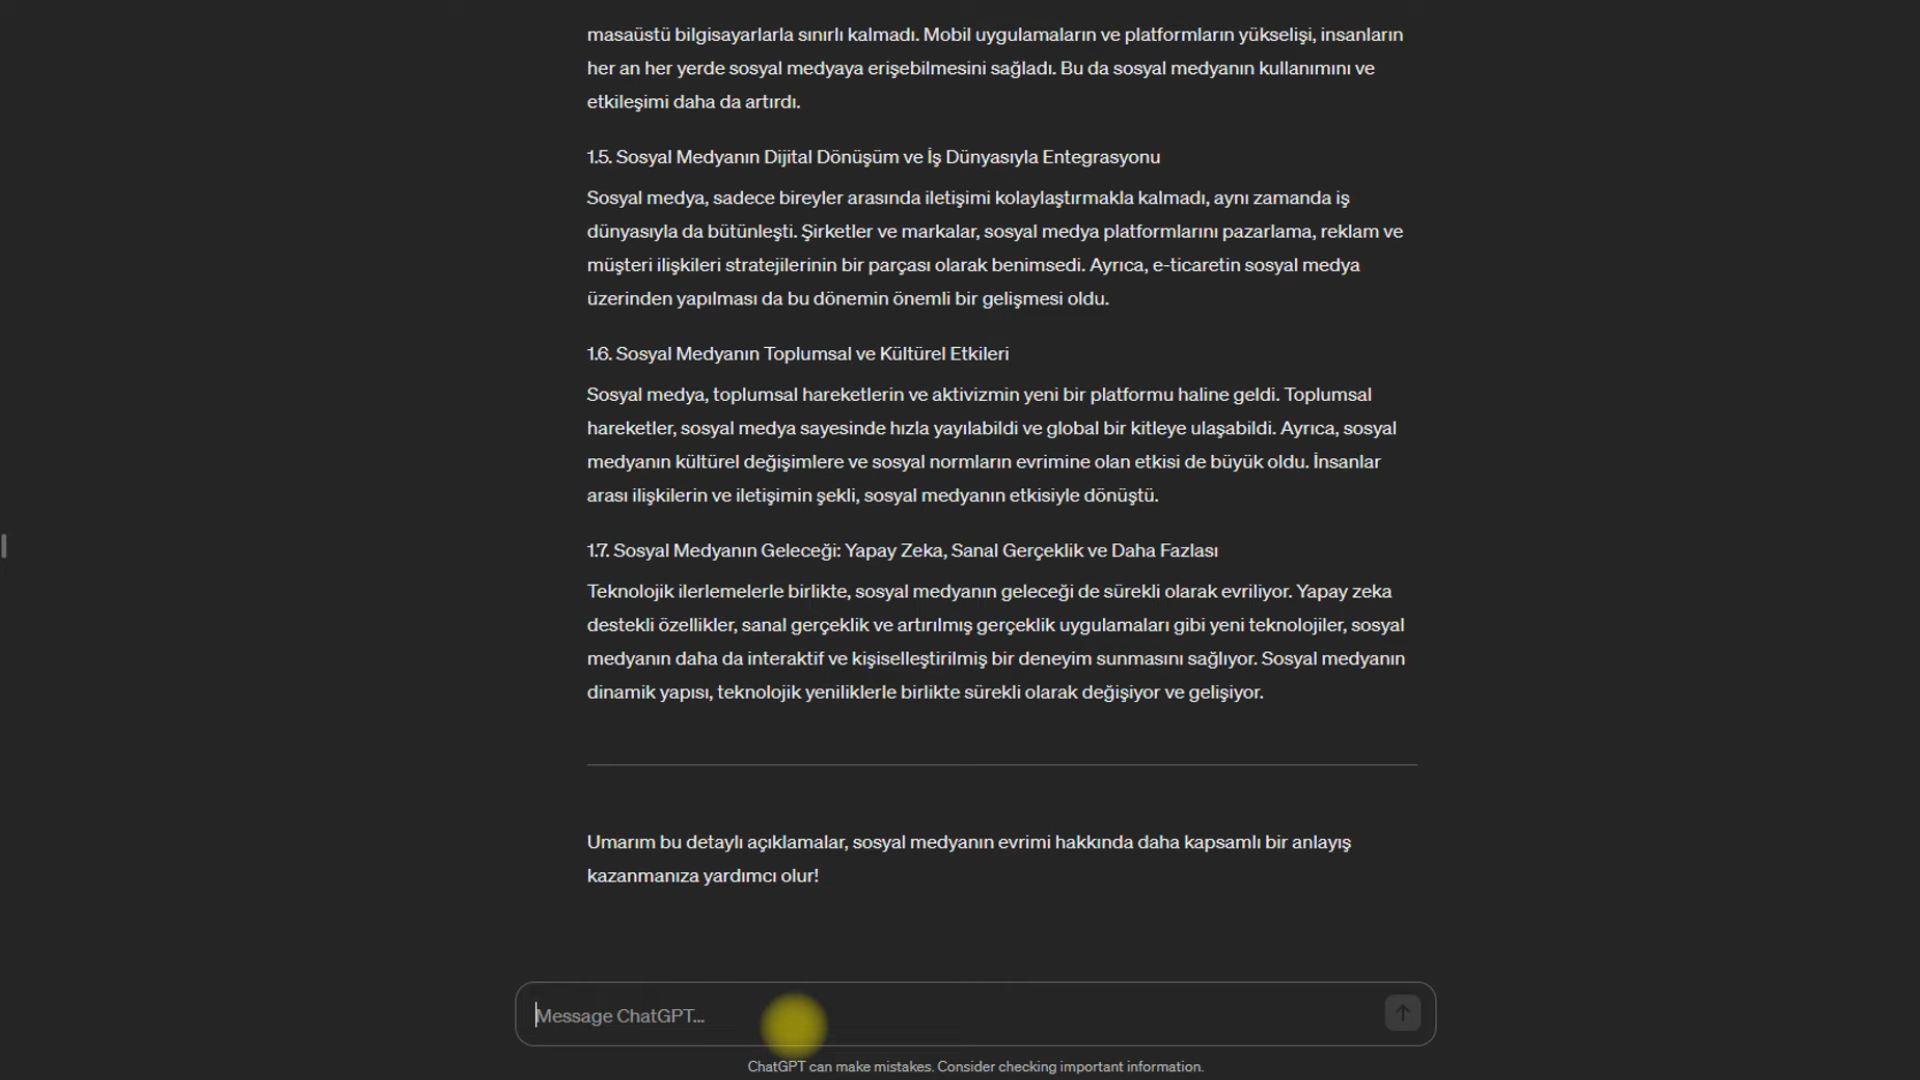 masaüstü bilgisayarlarla sınırlı kalmadı. Mobil uygulamaların ve platformların yükselişi, insanların
her an her yerde sosyal medyaya erişebilmesini sağladı. Bu da sosyal medyanın kullanımını ve
etkileşimi daha da artırdı.
1.5. Sosyal Medyanın Dijital Dönüşüm ve İş Dünyasıyla Entegrasyonu
Sosyal medya, sadece bireyler arasında iletişimi kolaylaştırmakla kalmadı, aynı zamanda iş
dünyasıyla da bütünleşti. Şirketler ve markalar, sosyal medya platformlarını pazarlama, reklam ve
müşteri ilişkileri stratejilerinin bir parçası olarak benimsedi. Ayrıca, e-ticaretin sosyal medya
üzerinden yapılması da bu dönemin önemli bir gelişmesi oldu.
1.6. Sosyal Medyanın Toplumsal ve Kültürel Etkileri
Sosyal medya, toplumsal hareketlerin ve aktivizmin yeni bir platformu haline geldi. Toplumsal
hareketler, sosyal medya sayesinde hızla yayılabildi ve global bir kitleye ulaşabildi. Ayrıca, sosyal
medyanın kültürel değişimlere ve sosyal normların evrimine olan etkisi de büyük oldu. İnsanlar
arası ilişkilerin ve iletişimin şekli, sosyal medyanın etkisiyle dönüştü.
1.7. Sosyal Medyanın Geleceği: Yapay Zeka, Sanal Gerçeklik ve Daha Fazlası
Teknolojik ilerlemelerle birlikte, sosyal medyanın geleceği de sürekli olarak evriliyor. Yapay zeka
destekli özellikler, sanal gerçeklik ve artırılmış gerçeklik uygulamaları gibi yeni teknolojiler, sosyal
medyanın daha da interaktif ve kişiselleştirilmiş bir deneyim sunmasını sağlıyor. Sosyal medyanın
dinamik yapısı, teknolojik yeniliklerle birlikte sürekli olarak değişiyor ve gelişiyor.
Umarım bu detaylı açıklamalar, sosyal medyanın evrimi hakkında daha kapsamlı bir anlayış
kazanmanıza yardımcı olur!
Message ChatGPT...
ChatGPT can make mistakes. Consider checking important information.